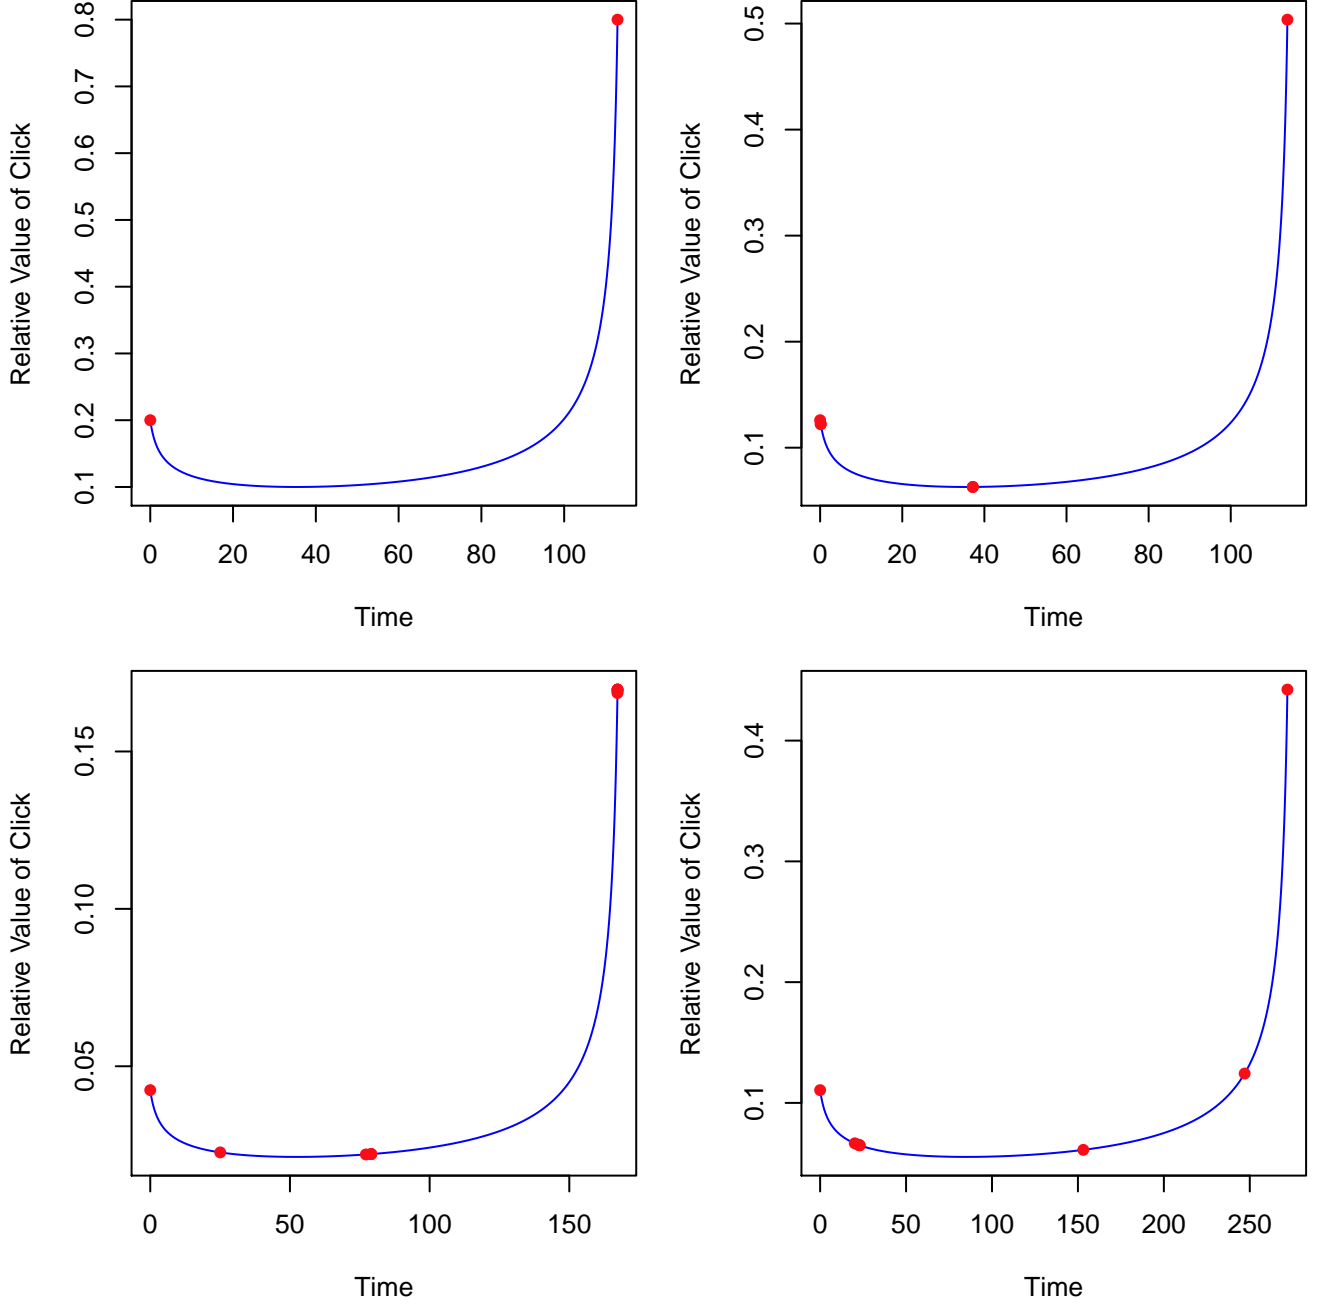 Relative Value of Click
0.1 0.2 0.3 0.4 0.5 0.6 0.7 0.8
0 20 40 60 80 100
Time
Relative Value of Click
0.1 0.2 0.3 0.4 0.5
0 20 40 60 80 100
Time
Relative Value of Click
0.05 0.10 0.15
0 50 100 150
Time
Relative Value of Click
0.1 0.2 0.3 0.4
0 50 100 150 200 250
Time